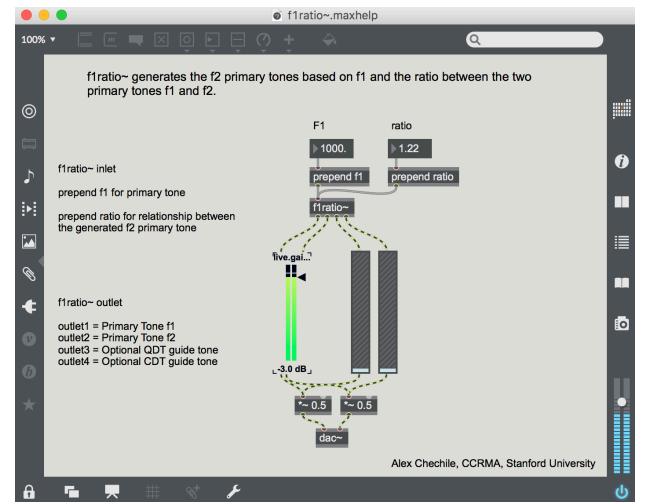 f1ratio~.maxhelp
100%
f1ratio~ generates the f2 primary tones based on f1 and the ratio between the two
primary tones f1 and f2.
F1
ratio
1000.
1.22
f1ratio~ inlet
prepend f1
prepend ratio
prepend f1 for primary tone
f1ratio~
prepend ratio for relationship between
the generated f2 primary tone
live.gai...
f1ratio~ outlet
outlet1 = Primary Tone f1
outlet2 = Primary Tone f2
outlet3 = Optional QDT guide tone
outlet4 = Optional CDT guide tone
-3.0 dB
*~ 0.5
*~ 0.5
dac~
Alex Chechile, CCRMA, Stanford University